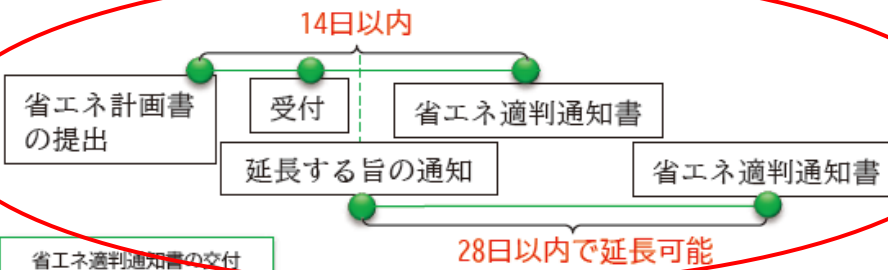 14日以内
省エネ計画書
の提出
受付
省エネ適判通知書
延長する旨の通知
省エネ適判通知書
28日以内で延長可能
省エネ適判通知書の交付